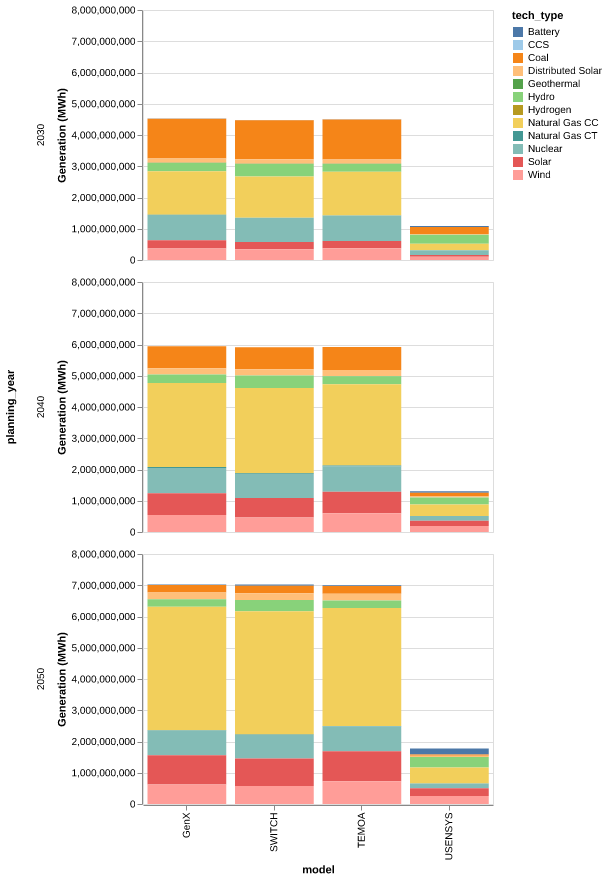 tech_type
Battery
CCS
Coal
Distributed Solar
Geothermal
Hydro
Hydrogen
Natural Gas CC
Natural Gas CT
Nuclear
Solar
Wind
planning_year
2030
Generation (MWh)
8,000,000,000
7,000,000,000
6,000,000,000
5,000,000,000
4,000,000,000
3,000,000,000
2,000,000,000
1,000,000,000
0
2040
Generation (MWh)
8,000,000,000
7,000,000,000
6,000,000,000
5,000,000,000
4,000,000,000
3,000,000,000
2,000,000,000
1,000,000,000
0
2050
Generation (MWh)
8,000,000,000
7,000,000,000
6,000,000,000
5,000,000,000
4,000,000,000
3,000,000,000
2,000,000,000
1,000,000,000
0
GenX
SWITCH
TEMOA
USENSYS
model